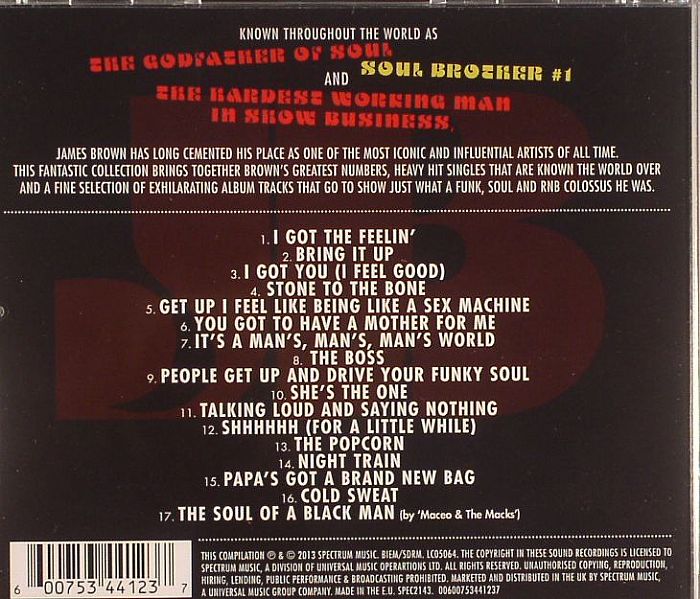 KNOWN THROUGHOUT THE WORLD AS
THE GODFATHER OF SOUL
AND SOUL BROTHER #1
THE HARDEST WORKING MAN
IN SHOW BUSINESS.
JAMES BROWN HAS LONG CEMENTED HIS PLACE AS ONE OF THE MOST ICONIC AND INFLUENTIAL ARTISTS OF ALL TIME.
THIS FANTASTIC COLLECTION BRINGS TOGETHER BROWN'S GREATEST NUMBERS, HEAVY HIT SINGLES THAT ARE KNOWN THE WORLD OVER
AND A FINE SELECTION OF EXHILARATING ALBUM TRACKS THAT GO TO SHOW JUST WHAT A FUNK, SOUL AND RNB COLOSSUS HE WAS.
1. I GOT THE FEELIN'
2. BRING IT UP
3. I GOT YOU (I FEEL GOOD)
4. STONE TO THE BONE
5. GET UP I FEEL LIKE BEING LIKE A SEX MACHINE
6. YOU GOT TO HAVE A MOTHER FOR ME
7. IT'S A MAN'S, MAN'S, MAN'S WORLD
8. THE BOSS
9. PEOPLE GET UP AND DRIVE YOUR FUNKY SOUL
10. SHE'S THE ONE
11. TALKING LOUD AND SAYING NOTHING
12. SHHHHHH (FOR A LITTLE WHILE)
13. THE POPCORN
14. NIGHT TRAIN
15. PAPA'S GOT A BRAND NEW BAG
16. COLD SWEAT
17. THE SOUL OF A BLACK MAN (by 'Maceo & The Macks')
THIS COMPILATION ℗ & © 2013 SPECTRUM MUSIC. BIEM/SDRM. LC05064. THE COPYRIGHT IN THESE SOUND RECORDINGS IS LICENSED TO
SPECTRUM MUSIC, A DIVISION OF UNIVERSAL MUSIC OPERARTIONS LTD. ALL RIGHTS RESERVED. UNAUTHORISED COPYING, REPRODUCTION,
HIRING, LENDING, PUBLIC PERFORMANCE & BROADCASTING PROHIBITED. MARKETED AND DISTRIBUTED IN THE UK BY SPECTRUM MUSIC,
A UNIVERSAL MUSIC GROUP COMPANY. MADE IN THE E.U. SPEC2143. 00600753441237
6 00753 44123 7